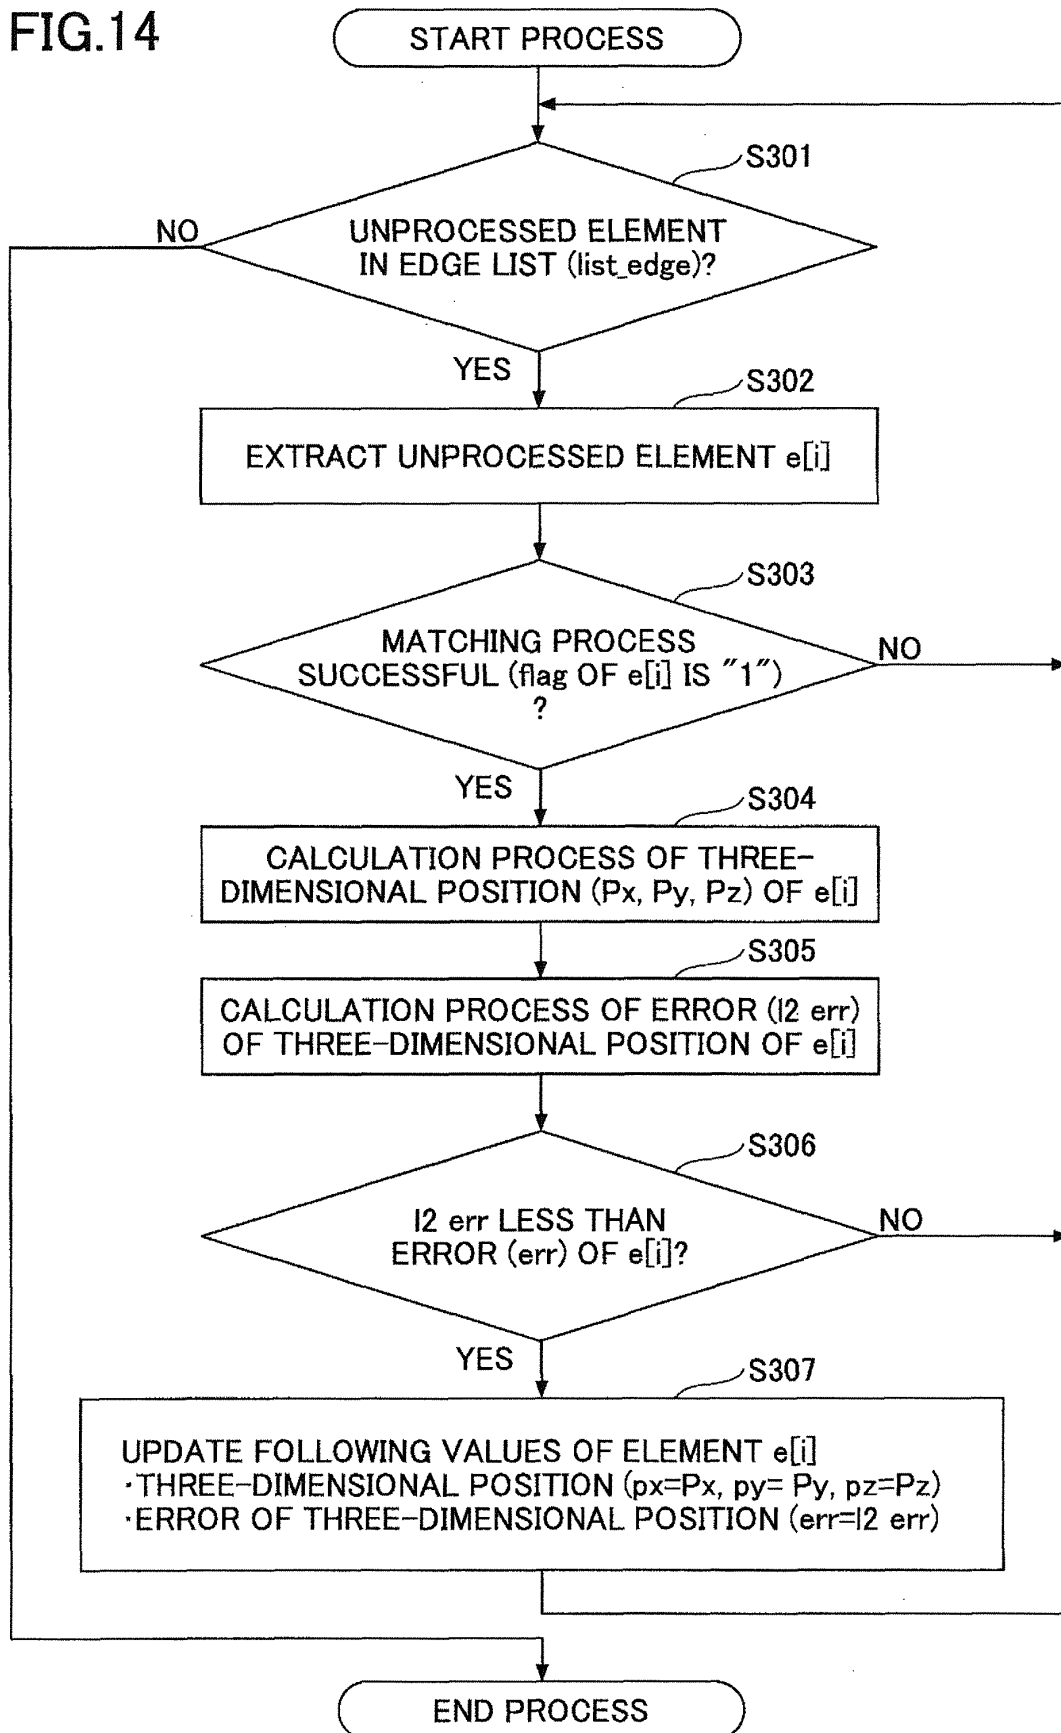 FIG.14
START PROCESS
S301
NO
UNPROCESSED ELEMENT
IN EDGE LIST (list_edge)?
YES
S302
EXTRACT UNPROCESSED ELEMENT e[i]
S303
MATCHING PROCESS
SUCCESSFUL (flag OF e[i] IS "1")
?
NO
YES
S304
CALCULATION PROCESS OF THREE-
DIMENSIONAL POSITION (Px, Py, Pz) OF e[i]
S305
CALCULATION PROCESS OF ERROR (l2 err)
OF THREE-DIMENSIONAL POSITION OF e[i]
S306
l2 err LESS THAN
ERROR (err) OF e[i]?
NO
YES
S307
UPDATE FOLLOWING VALUES OF ELEMENT e[i]
·THREE-DIMENSIONAL POSITION (px=Px, py= Py, pz=Pz)
·ERROR OF THREE-DIMENSIONAL POSITION (err=l2 err)
END PROCESS